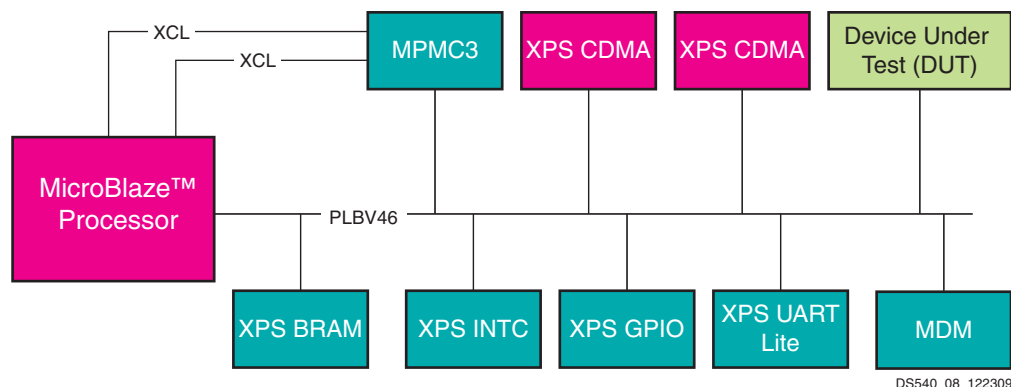 XCL
XCL
MPMC3
XPS CDMA
XPS CDMA
Device Under
Test (DUT)
MicroBlaze™
Processor
PLBV46
XPS BRAM
XPS INTC
XPS GPIO
XPS UART
Lite
MDM
DS540_08_122309